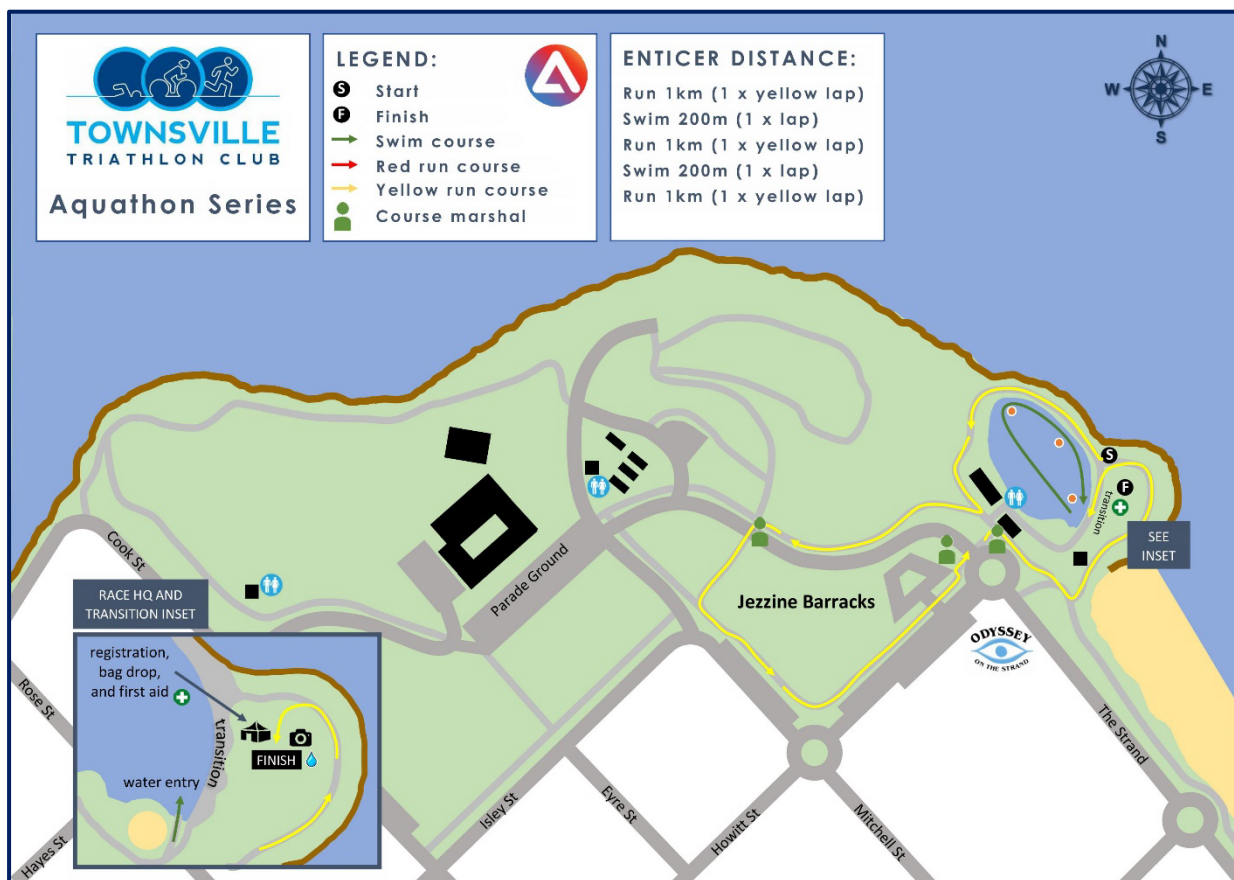 TOWNSVILLE
TRIATHLON CLUB
Aquathon Series
LEGEND:
S Start
F Finish
Swim course
Red run course
Yellow run course
Course marshal
ENTICER DISTANCE:
Run 1km (1 x yellow lap)
Swim 200m (1 x lap)
Run 1km (1 x yellow lap)
Swim 200m (1 x lap)
Run 1km (1 x yellow lap)
N
W E
S
S
F
transition
SEE
INSET
Cook St
Parade Ground
Jezzine Barracks
ODYSSEY
ON THE STRAND
The Strand
RACE HQ AND
TRANSITION INSET
registration,
bag drop,
and first aid
transition
FINISH
water entry
Rose St
Hayes St
Isley St
Eyre St
Howitt St
Mitchell St